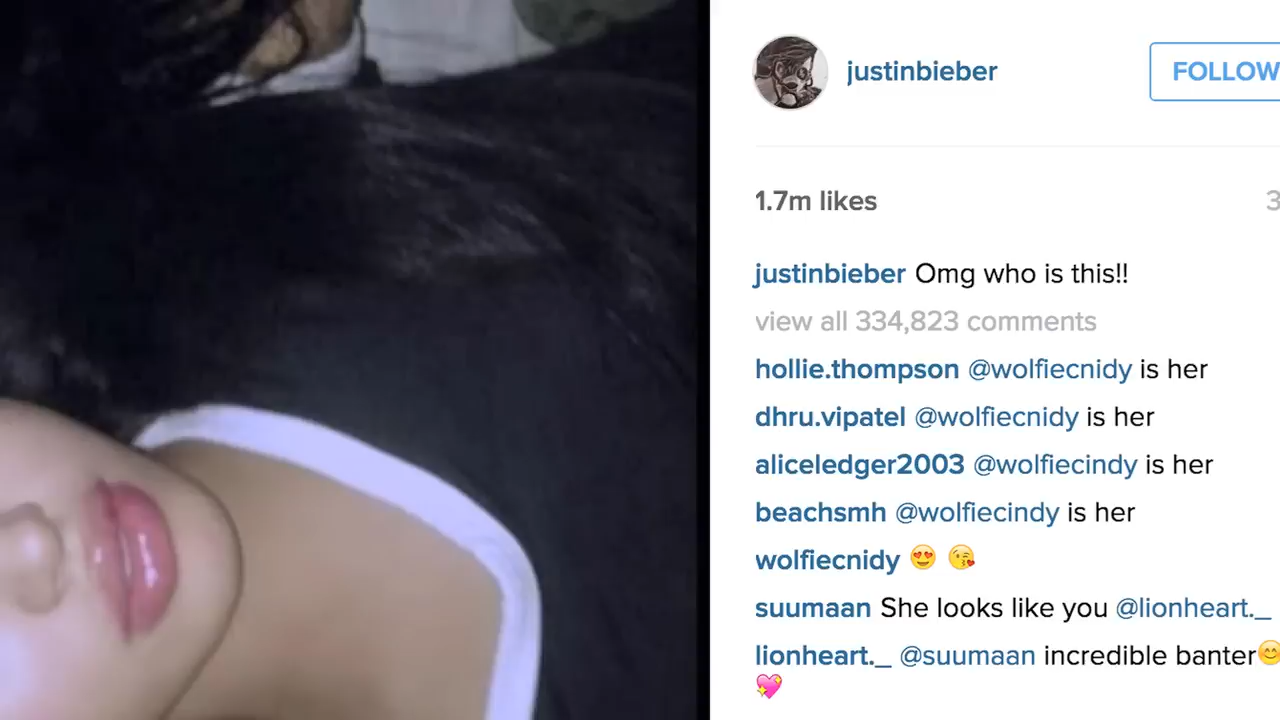 justinbieber
FOLLOW
1.7m likes
3
justinbieber Omg who is this!!
view all 334,823 comments
hollie.thompson @wolfiecnidy is her
dhru.vipatel @wolfiecnidy is her
aliceledger2003 @wolfiecindy is her
beachsmh @wolfiecindy is her
wolfiecnidy 😍 😘
suumaan She looks like you @lionheart._
lionheart._ @suumaan incredible banter😊
💖